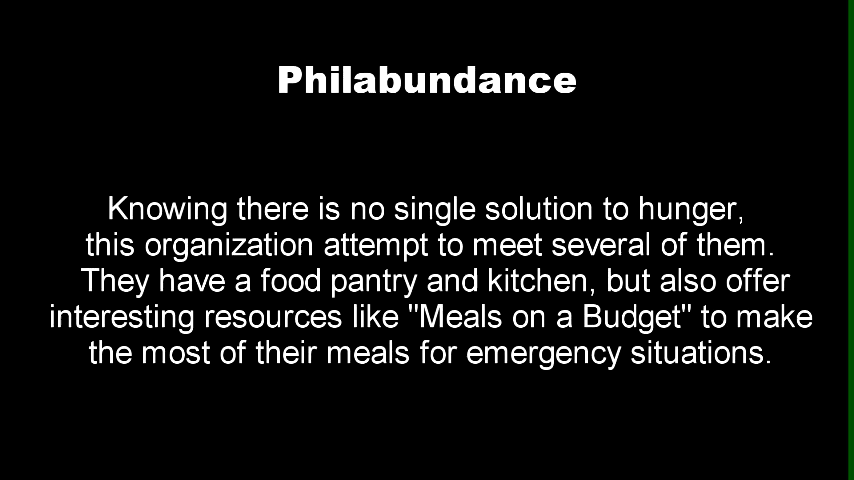 Philabundance
Knowing there is no single solution to hunger,
this organization attempt to meet several of them.
They have a food pantry and kitchen, but also offer
interesting resources like "Meals on a Budget" to make
the most of their meals for emergency situations.